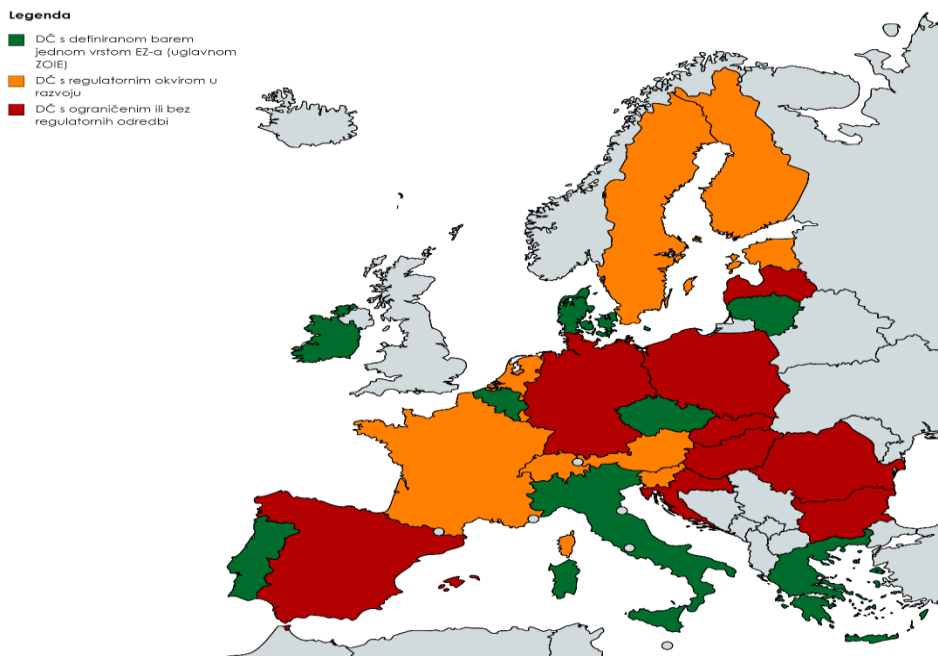 Legenda
DČ s definiranom barem
jednom vrstom EZ-a (uglavnom
ZOIE)
DČ s regulatornim okvirom u
razvoju
DČ s ograničenim ili bez
regulatornih odredbi